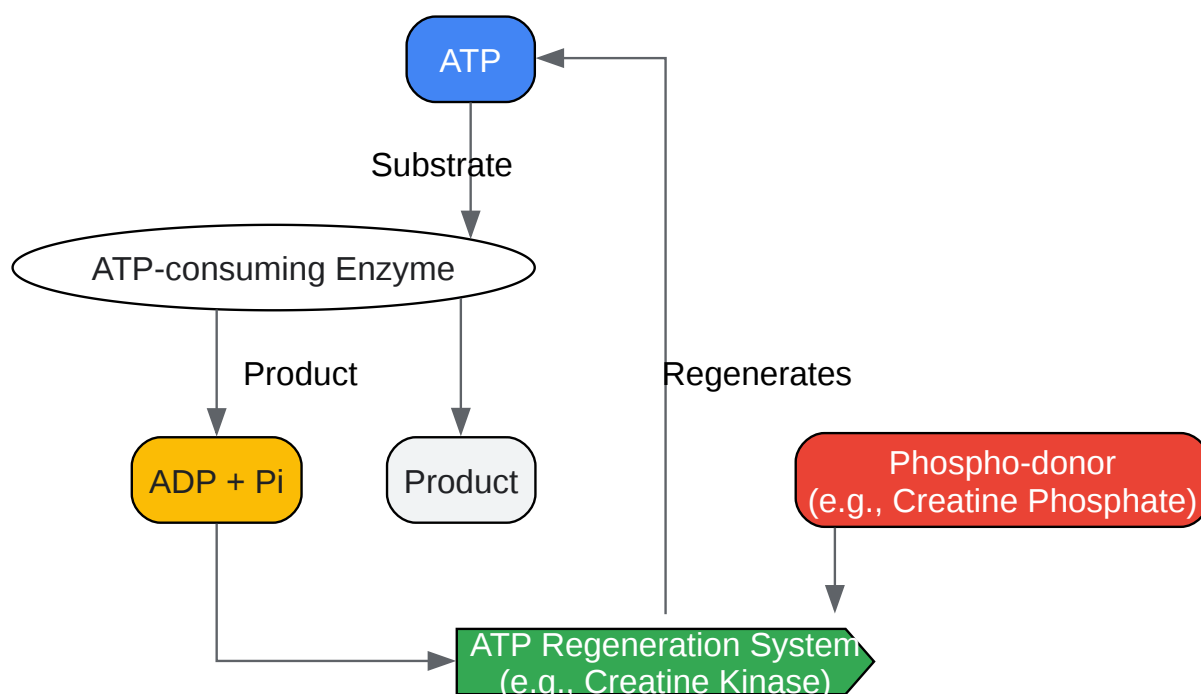 ATP
Substrate
ATP-consuming Enzyme
Product
Regenerates
ADP + Pi
Product
Phospho-donor
(e.g., Creatine Phosphate)
ATP Regeneration System
(e.g., Creatine Kinase)